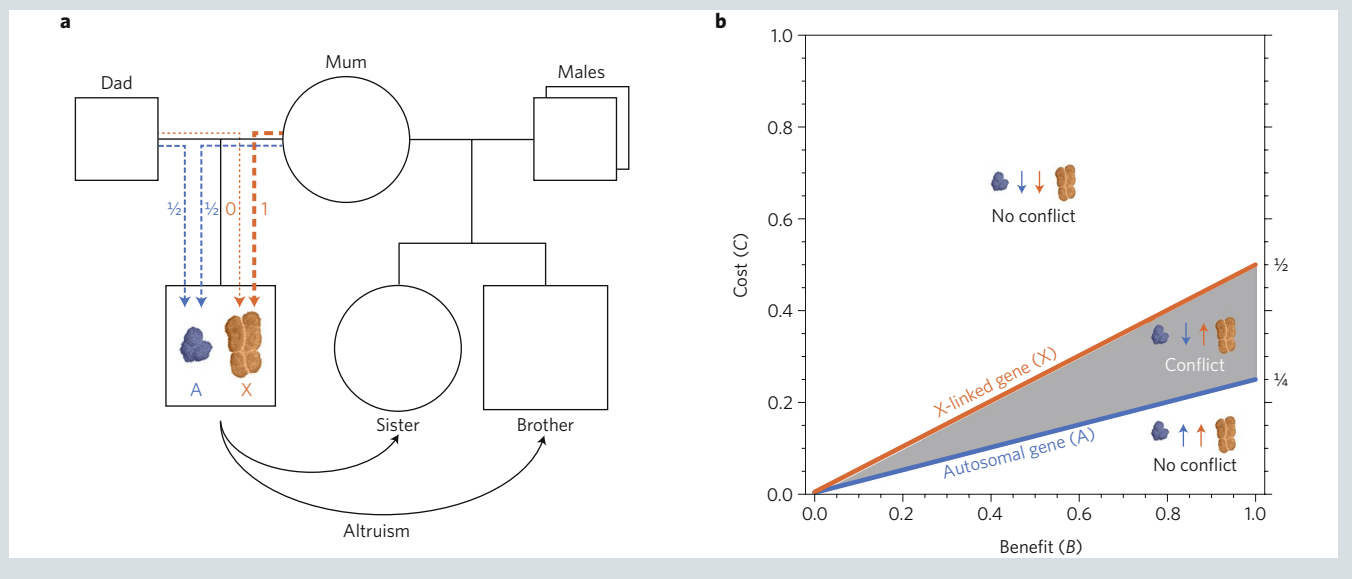 a
Mum
Dad
Males
½
½
0
1
A
X
Sister
Brother
Altruism
b
1.0
0.8
0.6
0.4
0.2
0.0
Cost (C)
No conflict
½
X-linked gene (X)
Conflict
¼
Autosomal gene (A)
No conflict
0.0
0.2
0.4
0.6
0.8
1.0
Benefit (B)